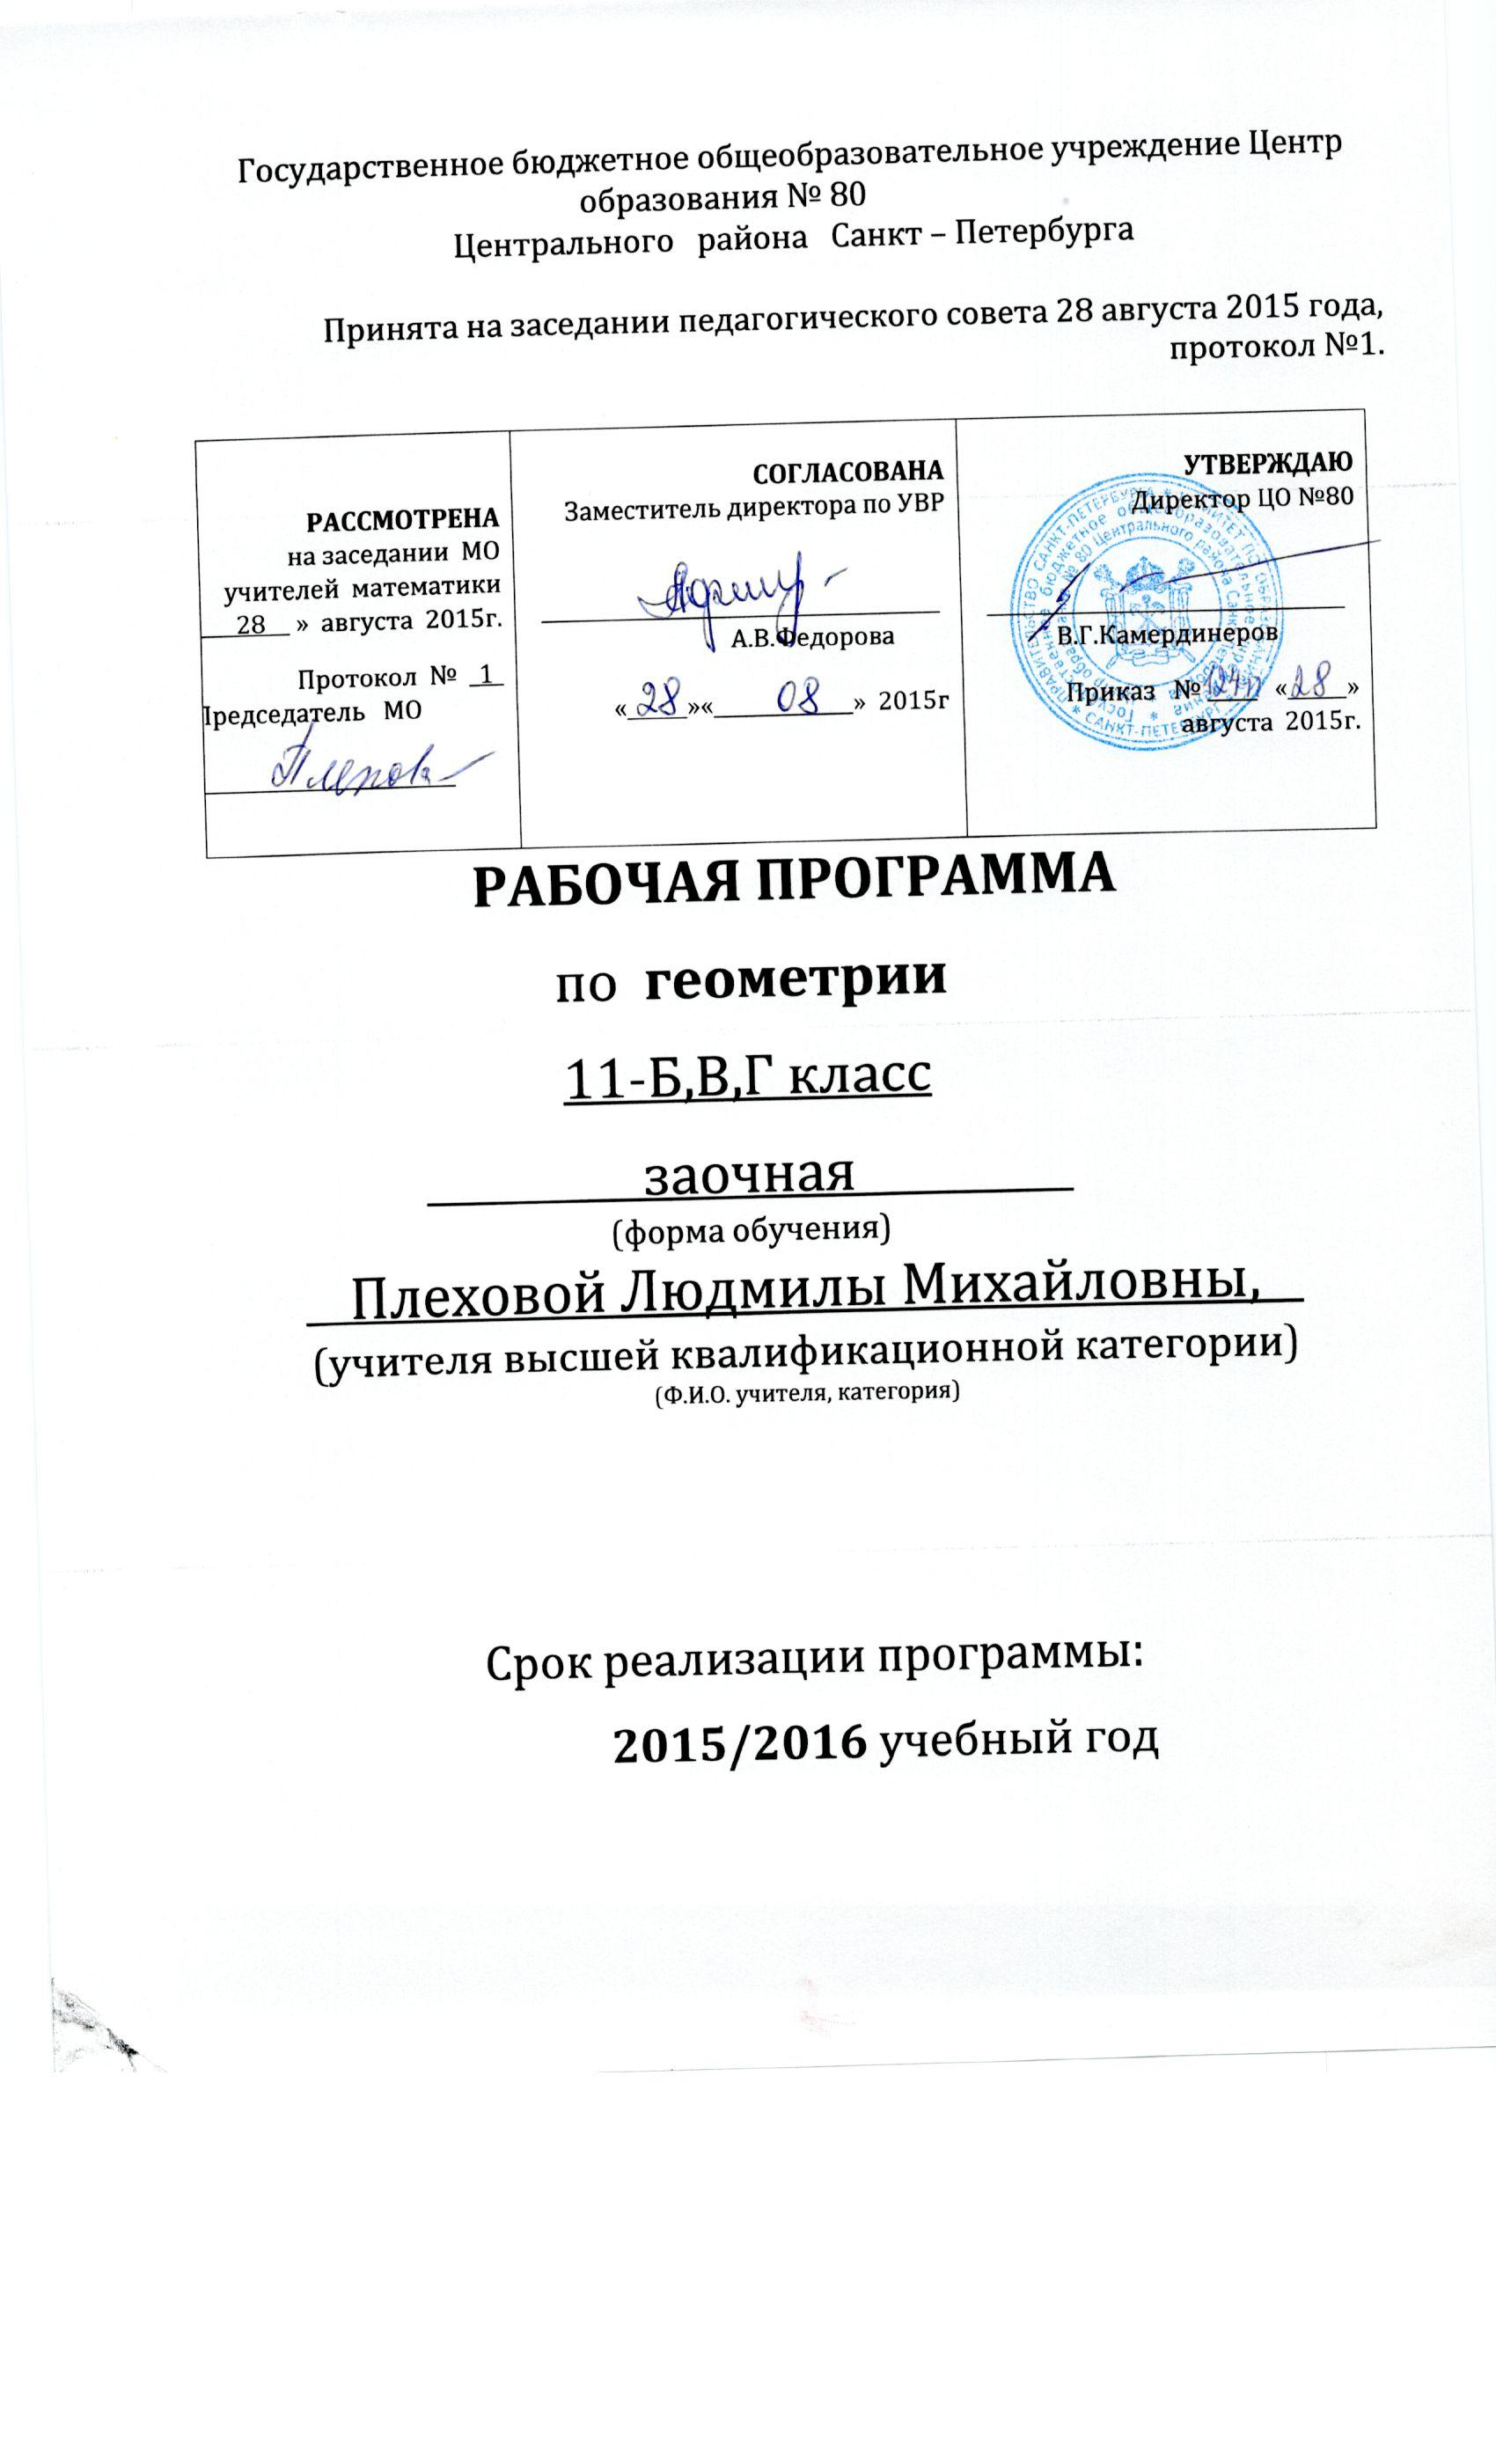 Государственное бюджетное общеобразовательное учреждение Центр
образования № 80
Центрального района Санкт – Петербурга
Принята на заседании педагогического совета 28 августа 2015 года,
протокол №1.
РАССМОТРЕНА
на заседании МО
учителей математики
28 » августа 2015г.
Протокол № 1
Председатель МО
СОГЛАСОВАНА
Заместитель директора по УВР
А.В.Федорова
«28»«08» 2015г
УТВЕРЖДАЮ
Директор ЦО №80
В.Г.Камердинеров
Приказ № «28»
августа 2015г.
РАБОЧАЯ ПРОГРАММА
по геометрии
11-Б,В,Г класс
заочная
(форма обучения)
Плеховой Людмилы Михайловны,
(учителя высшей квалификационной категории)
(Ф.И.О. учителя, категория)
Срок реализации программы:
2015/2016 учебный год